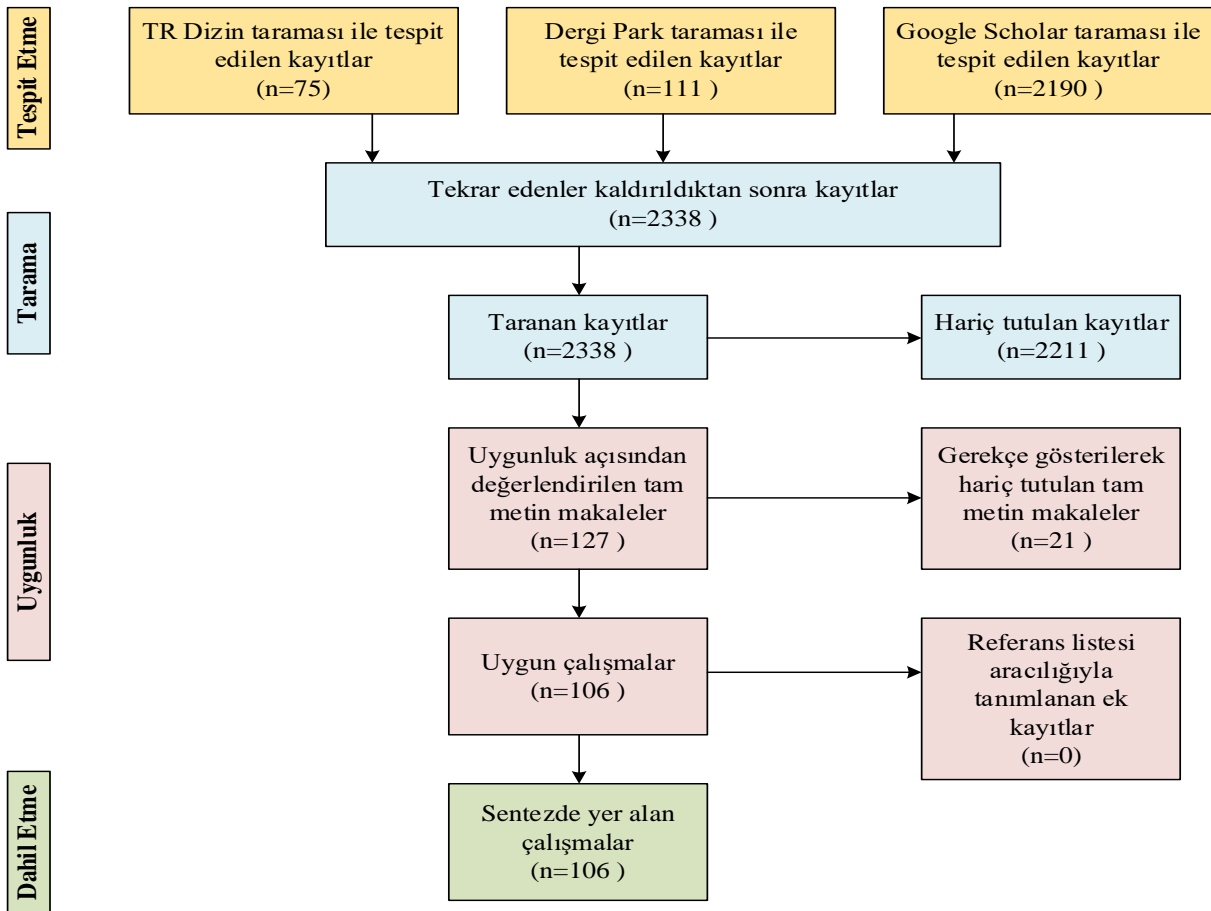 Tespit Etme
TR Dizin taraması ile tespit
edilen kayıtlar
(n=75)
Dergi Park taraması ile
tespit edilen kayıtlar
(n=111 )
Google Scholar taraması ile
tespit edilen kayıtlar
(n=2190 )
Tekrar edenler kaldırıldıktan sonra kayıtlar
(n=2338 )
Tarama
Taranan kayıtlar
(n=2338 )
Hariç tutulan kayıtlar
(n=2211 )
Uygunluk
Uygunluk açısından
değerlendirilen tam
metin makaleler
(n=127 )
Gerekçe gösterilerek
hariç tutulan tam
metin makaleler
(n=21 )
Uygun çalışmalar
(n=106 )
Referans listesi
aracılığıyla
tanımlanan ek
kayıtlar
(n=0)
Dahil Etme
Sentezde yer alan
çalışmalar
(n=106 )